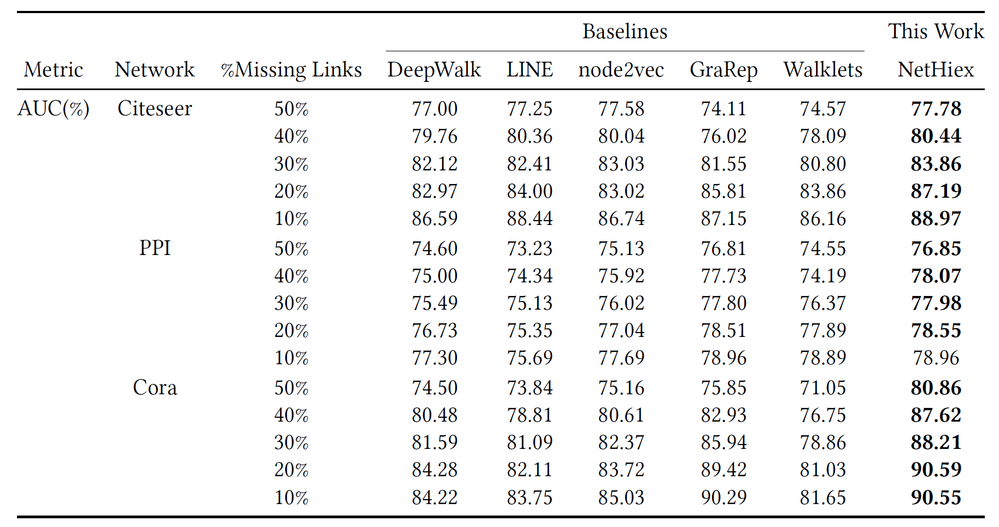 Baselines This Work
Metric Network %Missing Links DeepWalk LINE node2vec GraRep Walklets NetHiex
AUC(%) Citeseer 50% 77.00 77.25 77.58 74.11 74.57 77.78
40% 79.76 80.36 80.04 76.02 78.09 80.44
30% 82.12 82.41 83.03 81.55 80.80 83.86
20% 82.97 84.00 83.02 85.81 83.86 87.19
10% 86.59 88.44 86.74 87.15 86.16 88.97
PPI 50% 74.60 73.23 75.13 76.81 74.55 76.85
40% 75.00 74.34 75.92 77.73 74.19 78.07
30% 75.49 75.13 76.02 77.80 76.37 77.98
20% 76.73 75.35 77.04 78.51 77.89 78.55
10% 77.30 75.69 77.69 78.96 78.89 78.96
Cora 50% 74.50 73.84 75.16 75.85 71.05 80.86
40% 80.48 78.81 80.61 82.93 76.75 87.62
30% 81.59 81.09 82.37 85.94 78.86 88.21
20% 84.28 82.11 83.72 89.42 81.03 90.59
10% 84.22 83.75 85.03 90.29 81.65 90.55